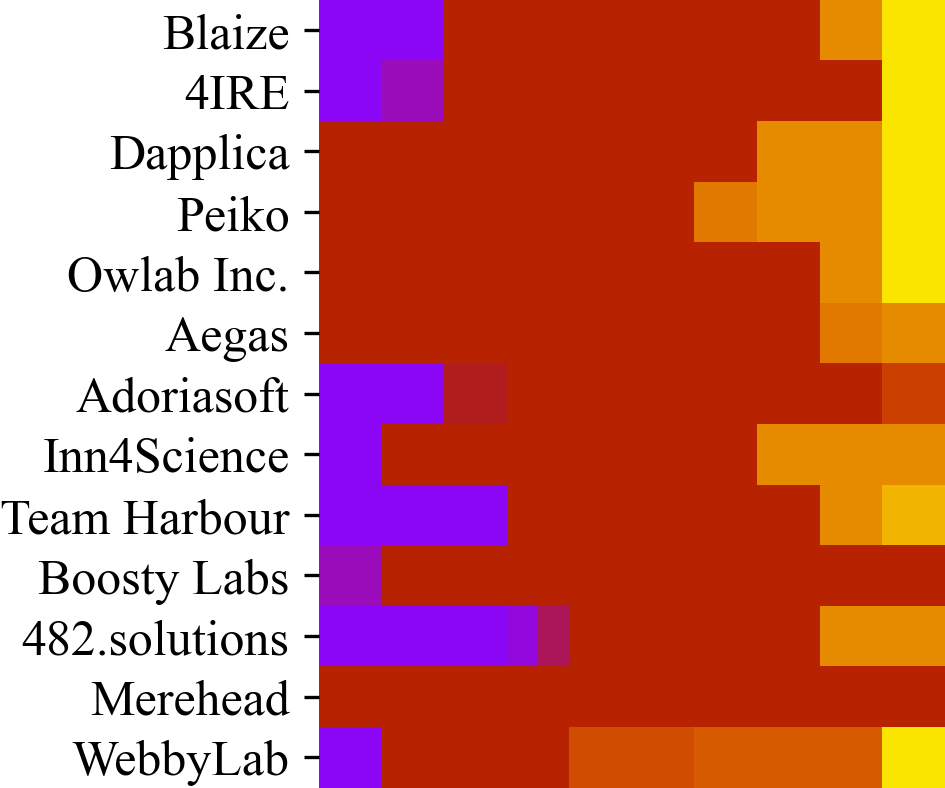 Blaize
4IRE
Dapplica
Peiko
Owlab Inc.
Aegas
Adoriasoft
Inn4Science
Team Harbour
Boosty Labs
482.solutions
Merehead
WebbyLab